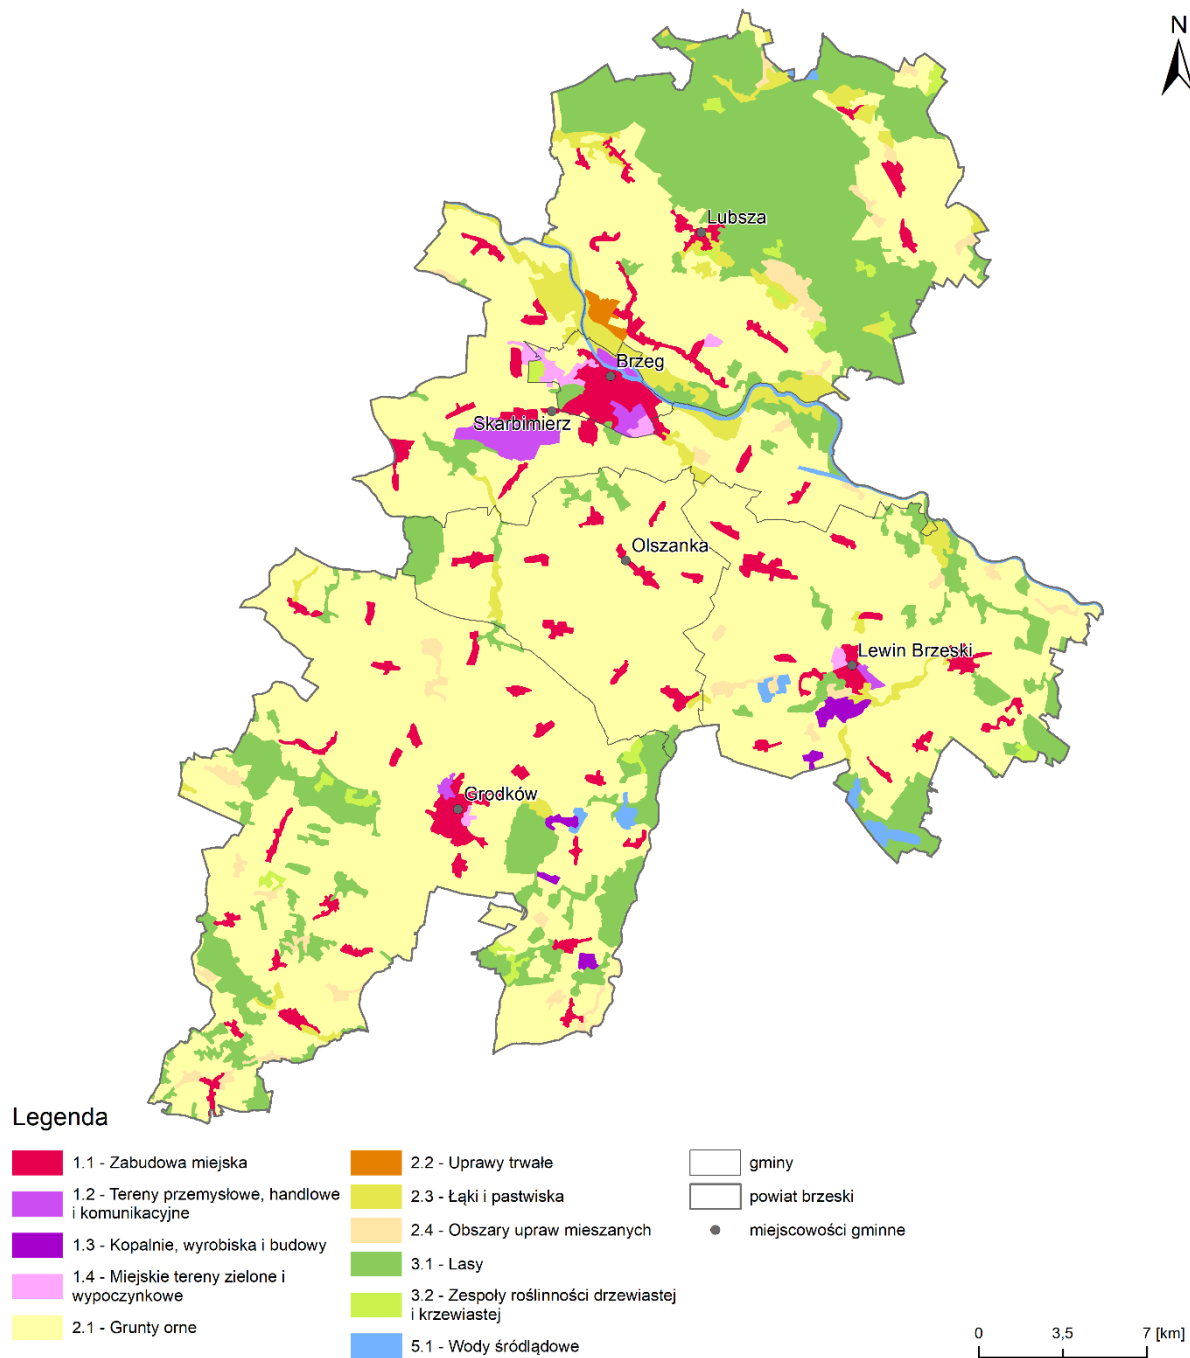 N
Lubsza
Brzeg
Skarbimierz
Olszanka
Lewin Brzeski
Grodków
Legenda
1.1 - Zabudowa miejska
1.2 - Tereny przemysłowe, handlowe
i komunikacyjne
1.3 - Kopalnie, wyrobiska i budowy
1.4 - Miejskie tereny zielone i
wypoczynkowe
2.1 - Grunty orne
2.2 - Uprawy trwałe
2.3 - Łąki i pastwiska
2.4 - Obszary upraw mieszanych
3.1 - Lasy
3.2 - Zespoły roślinności drzewiastej
i krzewiastej
5.1 - Wody śródlądowe
gminy
powiat brzeski
miejscowości gminne
0 3,5 7 [km]